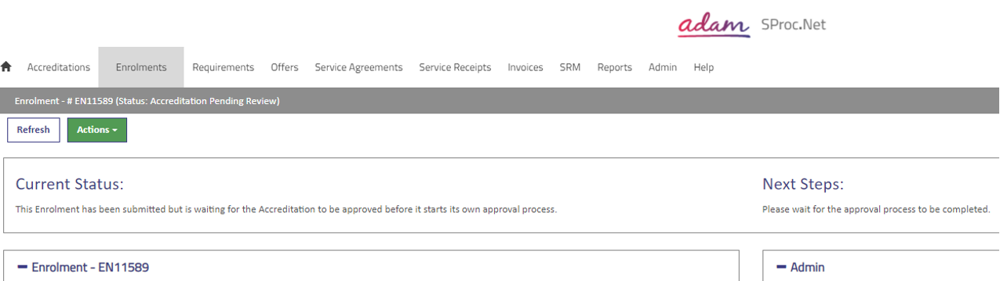 adam SProc.Net
Accreditations Enrolments Requirements Offers Service Agreements Service Receipts Invoices SRM Reports Admin Help
Enrolment - # EN11589 (Status: Accreditation Pending Review)
Refresh Actions
Current Status:
This Enrolment has been submitted but is waiting for the Accreditation to be approved before it starts its own approval process.
Next Steps:
Please wait for the approval process to be completed.
Enrolment - EN11589
Admin